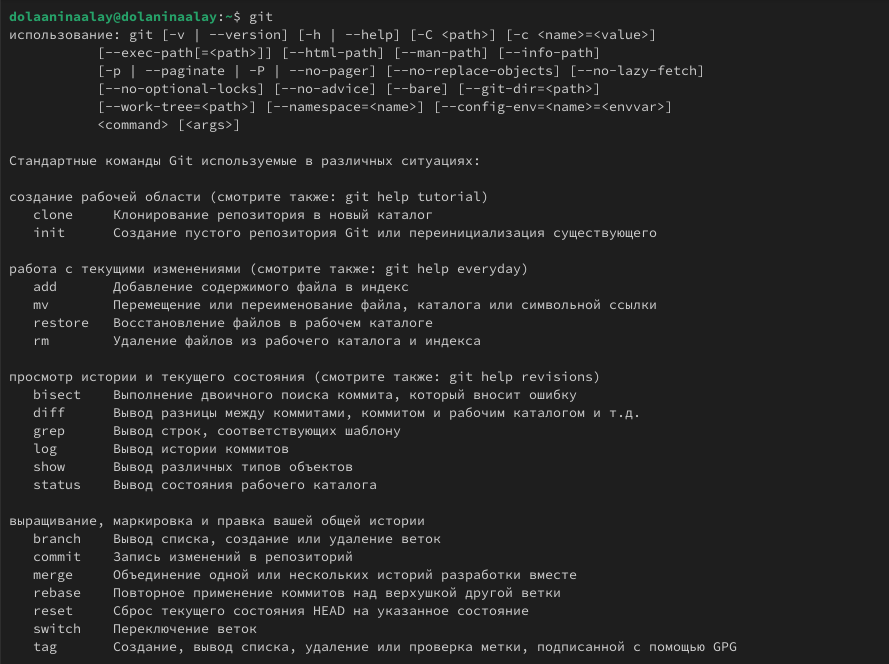 dolaaninaalay@dolaninaalay:~$ git
использование: git [-v | --version] [-h | --help] [-C <path>] [-c <name>=<value>]
           [--exec-path[=<path>]] [--html-path] [--man-path] [--info-path]
           [-p | --paginate | -P | --no-pager] [--no-replace-objects] [--no-lazy-fetch]
           [--no-optional-locks] [--no-advice] [--bare] [--git-dir=<path>]
           [--work-tree=<path>] [--namespace=<name>] [--config-env=<name>=<envvar>]
           <command> [<args>]

Стандартные команды Git используемые в различных ситуациях:

создание рабочей области (смотрите также: git help tutorial)
   clone     Клонирование репозитория в новый каталог
   init      Создание пустого репозитория Git или переинициализация существующего

работа с текущими изменениями (смотрите также: git help everyday)
   add       Добавление содержимого файла в индекс
   mv        Перемещение или переименование файла, каталога или символьной ссылки
   restore   Восстановление файлов в рабочем каталоге
   rm        Удаление файлов из рабочего каталога и индекса

просмотр истории и текущего состояния (смотрите также: git help revisions)
   bisect    Выполнение двоичного поиска коммита, который вносит ошибку
   diff      Вывод разницы между коммитами, коммитом и рабочим каталогом и т.д.
   grep      Вывод строк, соответствующих шаблону
   log       Вывод истории коммитов
   show      Вывод различных типов объектов
   status    Вывод состояния рабочего каталога

выращивание, маркировка и правка вашей общей истории
   branch    Вывод списка, создание или удаление веток
   commit    Запись изменений в репозиторий
   merge     Объединение одной или нескольких историй разработки вместе
   rebase    Повторное применение коммитов над верхушкой другой ветки
   reset     Сброс текущего состояния HEAD на указанное состояние
   switch    Переключение веток
   tag       Создание, вывод списка, удаление или проверка метки, подписанной с помощью GPG